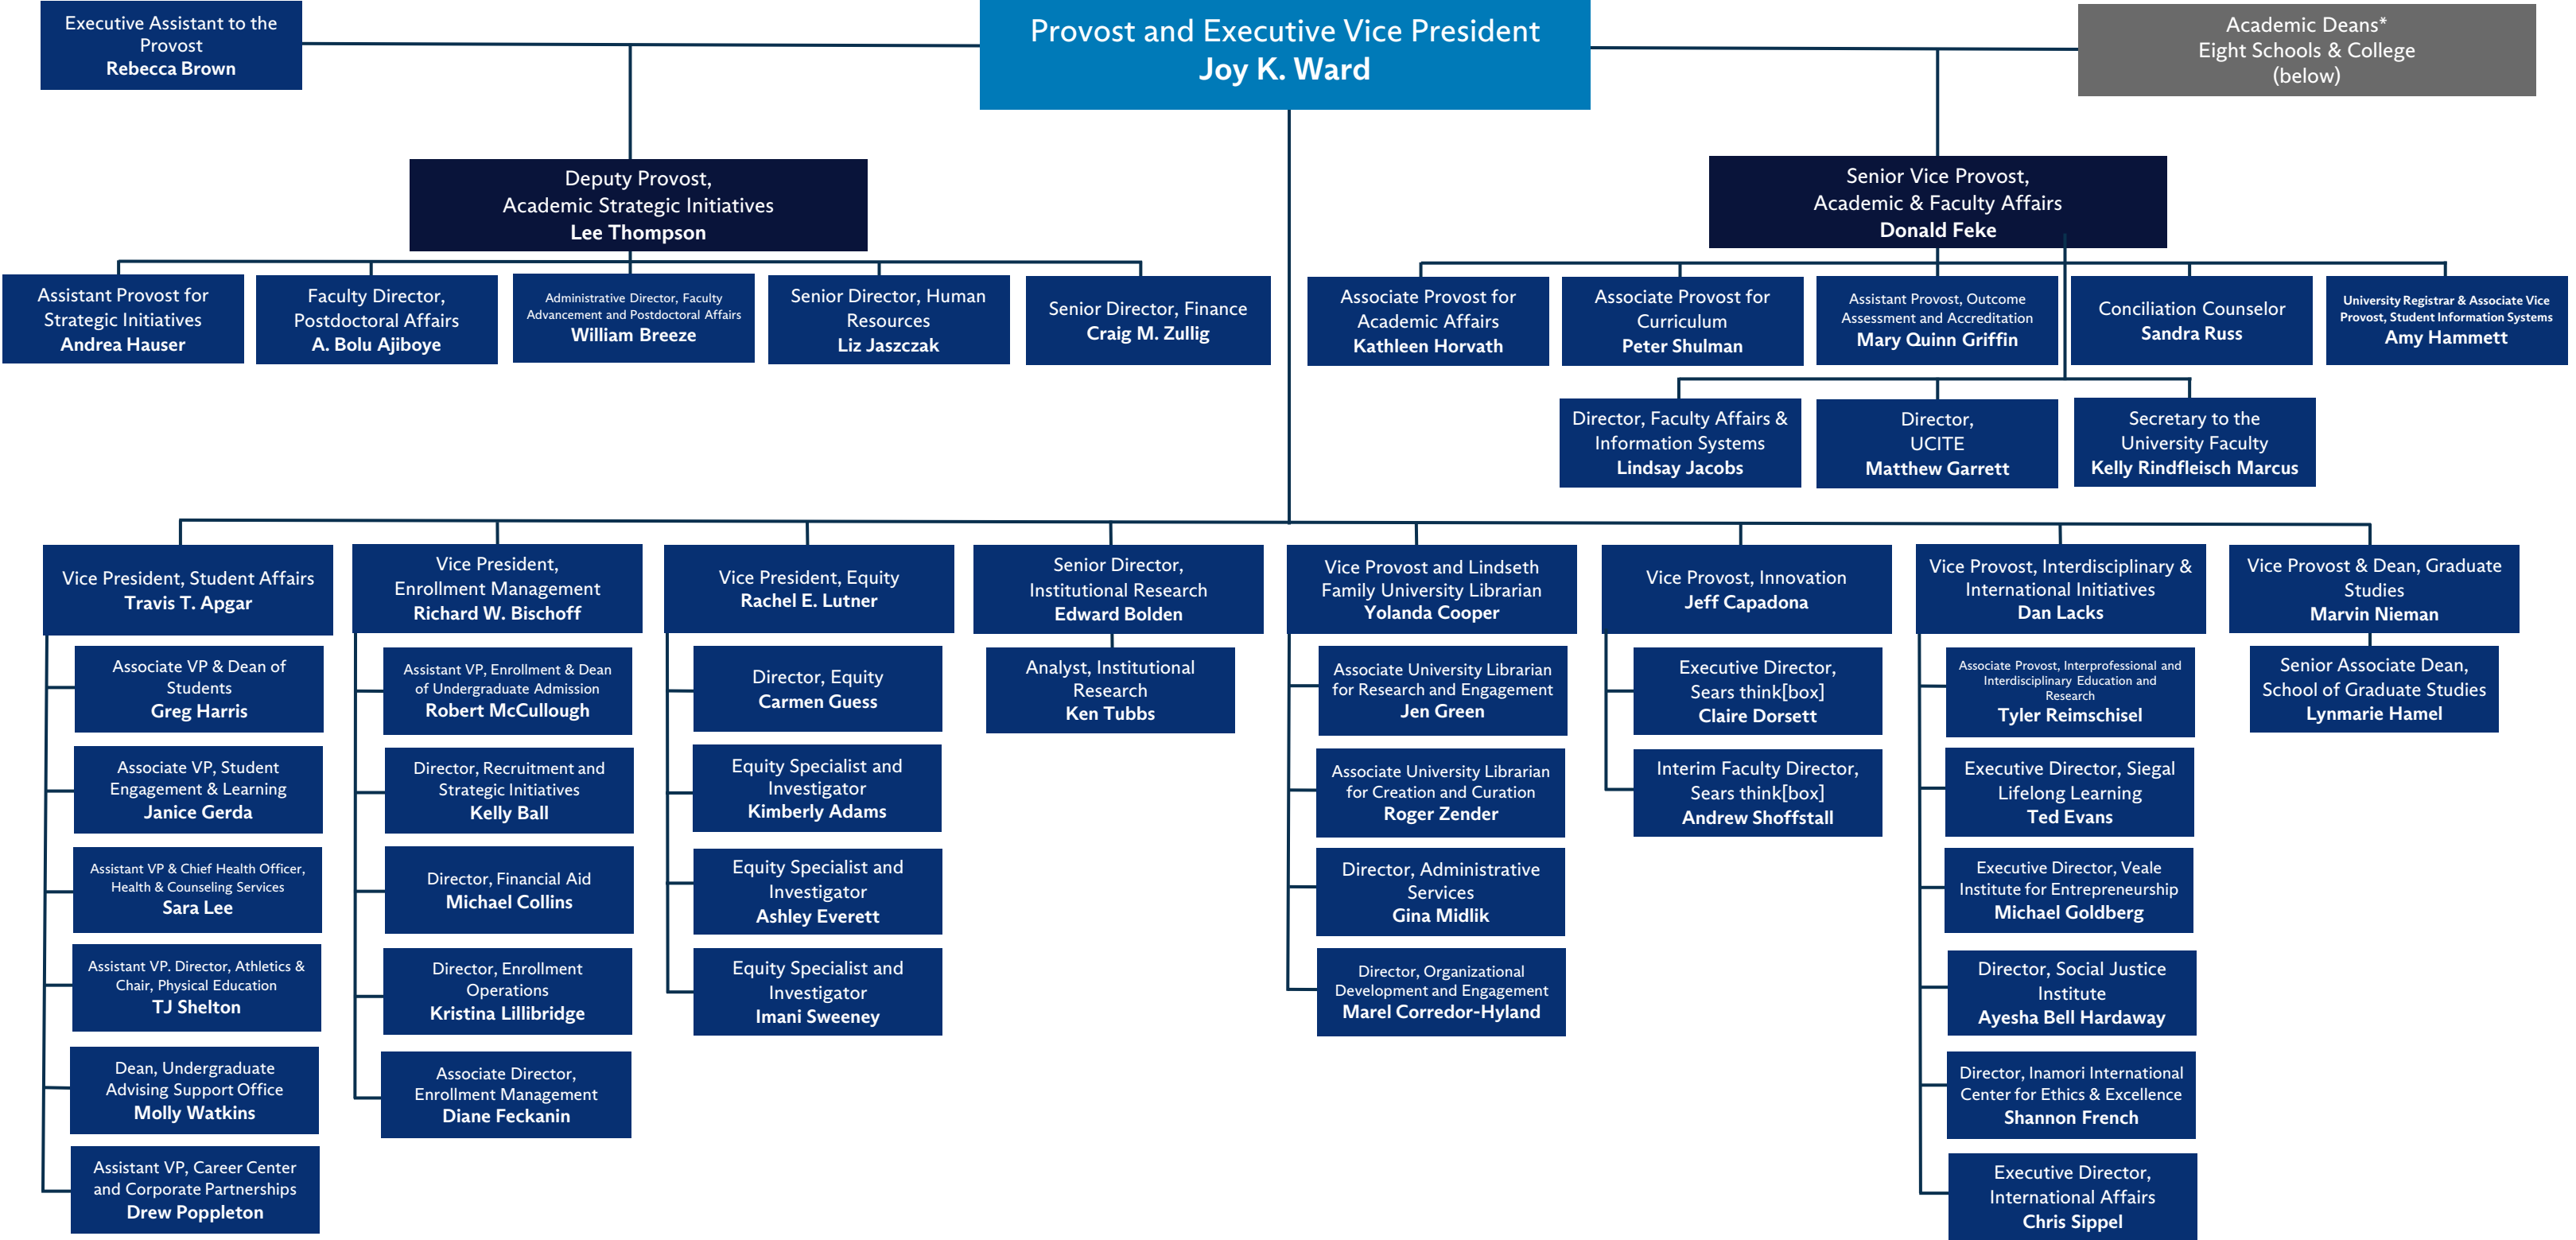 Executive Assistant to the
Provost
Rebecca Brown
Provost and Executive Vice President
Joy K. Ward
Academic Deans*
Eight Schools & College
(below)
Deputy Provost,
Academic Strategic Initiatives
Lee Thompson
Senior Vice Provost,
Academic & Faculty Affairs
Donald Feke
Assistant Provost for
Strategic Initiatives
Andrea Hauser
Faculty Director,
Postdoctoral Affairs
A. Bolu Ajiboye
Administrative Director, Faculty
Advancement and Postdoctoral Affairs
William Breeze
Senior Director, Human
Resources
Liz Jaszczak
Senior Director, Finance
Craig M. Zullig
Associate Provost for
Academic Affairs
Kathleen Horvath
Associate Provost for
Curriculum
Peter Shulman
Assistant Provost, Outcome
Assessment and Accreditation
Mary Quinn Griffin
Conciliation Counselor
Sandra Russ
University Registrar & Associate Vice
Provost, Student Information Systems
Amy Hammett
Director, Faculty Affairs &
Information Systems
Lindsay Jacobs
Director,
UCITE
Matthew Garrett
Secretary to the
University Faculty
Kelly Rindfleisch Marcus
Vice President, Student Affairs
Travis T. Apgar
Associate VP & Dean of
Students
Greg Harris
Associate VP, Student
Engagement & Learning
Janice Gerda
Assistant VP & Chief Health Officer,
Health & Counseling Services
Sara Lee
Assistant VP. Director, Athletics &
Chair, Physical Education
TJ Shelton
Dean, Undergraduate
Advising Support Office
Molly Watkins
Assistant VP, Career Center
and Corporate Partnerships
Drew Poppleton
Vice President,
Enrollment Management
Richard W. Bischoff
Assistant VP, Enrollment & Dean
of Undergraduate Admission
Robert McCullough
Director, Recruitment and
Strategic Initiatives
Kelly Ball
Director, Financial Aid
Michael Collins
Director, Enrollment
Operations
Kristina Lillibridge
Associate Director,
Enrollment Management
Diane Feckanin
Vice President, Equity
Rachel E. Lutner
Director, Equity
Carmen Guess
Equity Specialist and
Investigator
Kimberly Adams
Equity Specialist and
Investigator
Ashley Everett
Equity Specialist and
Investigator
Imani Sweeney
Senior Director,
Institutional Research
Edward Bolden
Analyst, Institutional
Research
Ken Tubbs
Vice Provost and Lindseth
Family University Librarian
Yolanda Cooper
Associate University Librarian
for Research and Engagement
Jen Green
Associate University Librarian
for Creation and Curation
Roger Zender
Director, Administrative
Services
Gina Midlik
Director, Organizational
Development and Engagement
Marel Corredor-Hyland
Vice Provost, Innovation
Jeff Capadona
Executive Director,
Sears think[box]
Claire Dorsett
Interim Faculty Director,
Sears think[box]
Andrew Shoffstall
Vice Provost, Interdisciplinary &
International Initiatives
Dan Lacks
Associate Provost, Interprofessional and
Interdisciplinary Education and
Research
Tyler Reimschisel
Executive Director, Siegal
Lifelong Learning
Ted Evans
Executive Director, Veale
Institute for Entrepreneurship
Michael Goldberg
Director, Social Justice
Institute
Ayesha Bell Hardaway
Director, Inamori International
Center for Ethics & Excellence
Shannon French
Executive Director,
International Affairs
Chris Sippel
Vice Provost & Dean, Graduate
Studies
Marvin Nieman
Senior Associate Dean,
School of Graduate Studies
Lynmarie Hamel